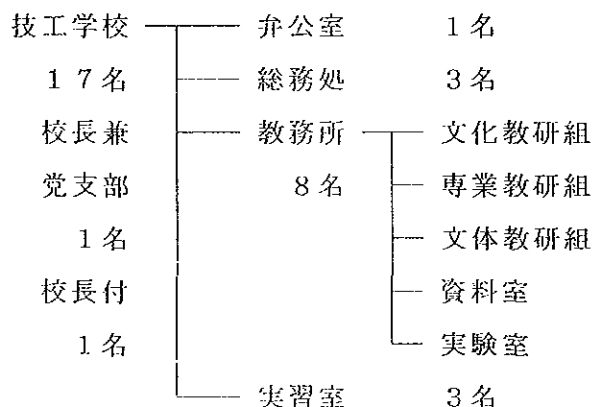 技工学校 弁公室 1名
17名 総務処 3名
校長兼 教務所 文化教研組
党支部 8名 専業教研組
1名 文体教研組
校長付 資料室
1名 実験室
実習室 3名